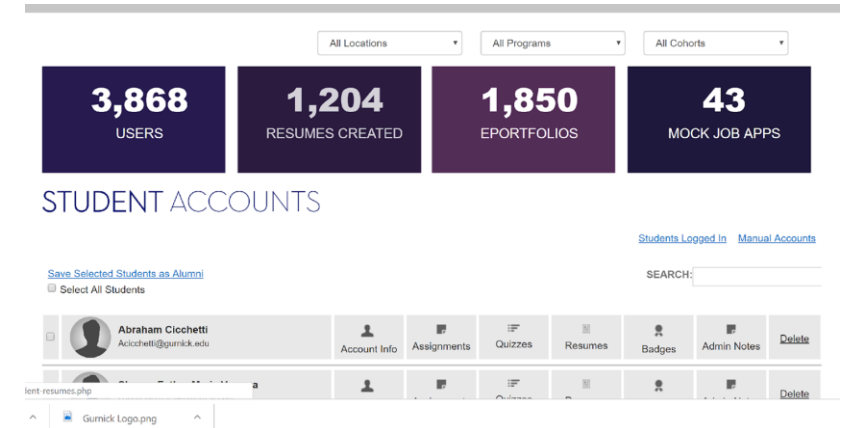 All Locations All Programs All Cohorts
3,868 1,204 1,850 43
USERS RESUMES CREATED EPORTFOLIOS MOCK JOB APPS
STUDENT ACCOUNTS
Students Logged In Manual Accounts
Save Selected Students as Alumni SEARCH:
Select All Students
Abraham Cicchetti
Acicchetti@gurnick.edu
Account Info Assignments Quizzes Resumes Badges Admin Notes Delete
lent-resumes.php
Quizzes Delete
Gurnick Logo.png